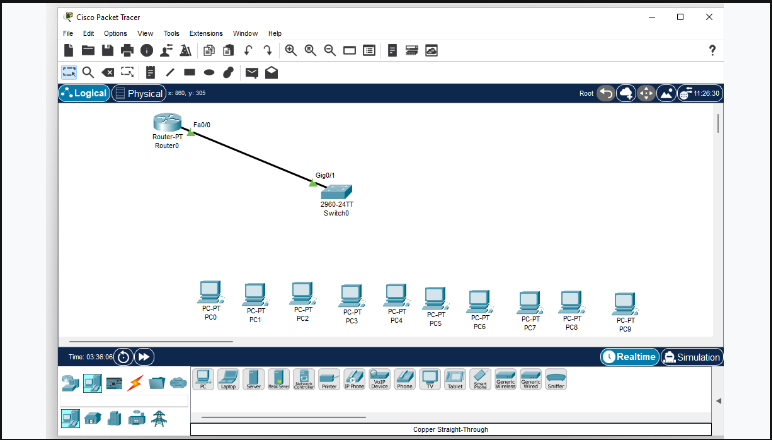 Cisco Packet Tracer
File Edit Options View Tools Extensions Window Help
?
Logical Physical x: 860, y: 305 Root 11:26:30
Fa0/0
Router-PT
Router0
Gig0/1
2960-24TT
Switch0
PC-PT PC0
PC-PT PC1
PC-PT PC2
PC-PT PC3
PC-PT PC4
PC-PT PC5
PC-PT PC6
PC-PT PC7
PC-PT PC8
PC-PT PC9
Time: 03:36:06 Realtime Simulation
PC Laptop Server Printer IP Phone VoIP Device Phone TV Tablet Smart Phone Generic Wireless Generic Wired Sniffer
Copper Straight-Through